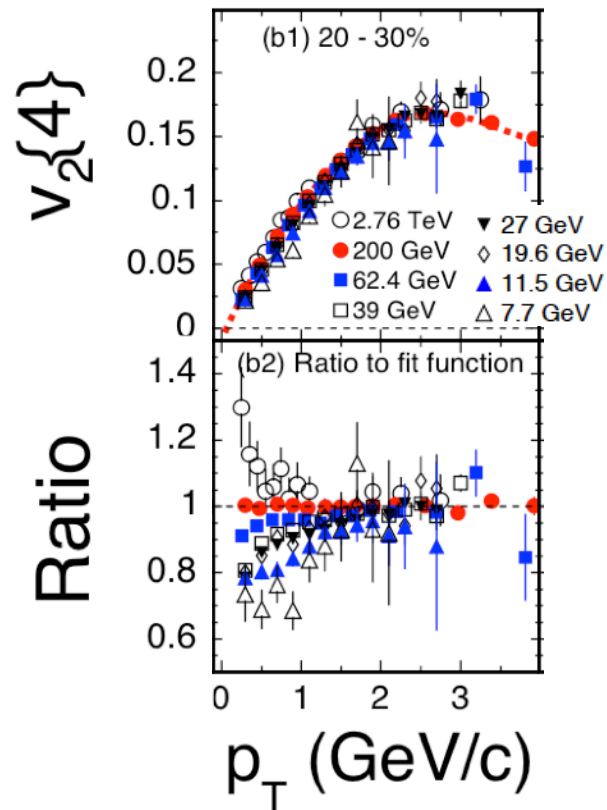 (b1) 20 - 30%
v₂{4}
0.2
0.15
0.1
0.05
0
2.76 TeV
200 GeV
62.4 GeV
39 GeV
27 GeV
19.6 GeV
11.5 GeV
7.7 GeV
(b2) Ratio to fit function
Ratio
1.4
1.2
1
0.8
0.6
0 1 2 3
p_T (GeV/c)